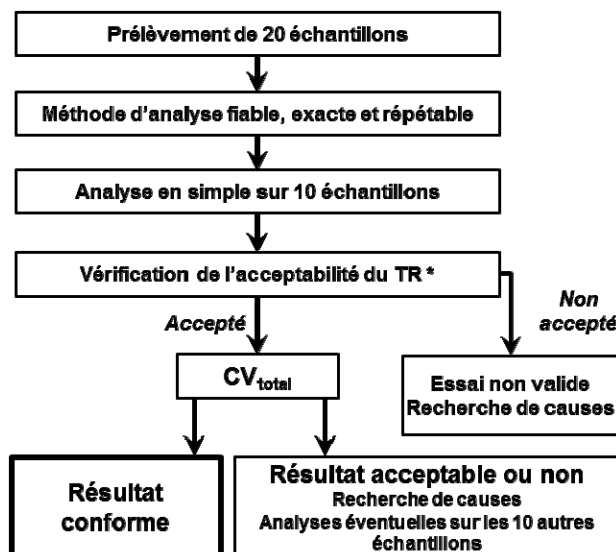 Prélèvement de 20 échantillons
Méthode d'analyse fiable, exacte et répétable
Analyse en simple sur 10 échantillons
Vérification de l'acceptabilité du TR *
Accepté
Non
accepté
CV total
Essai non valide
Recherche de causes
Résultat
conforme
Résultat acceptable ou non
Recherche de causes
Analyses éventuelles sur les 10 autres
échantillons